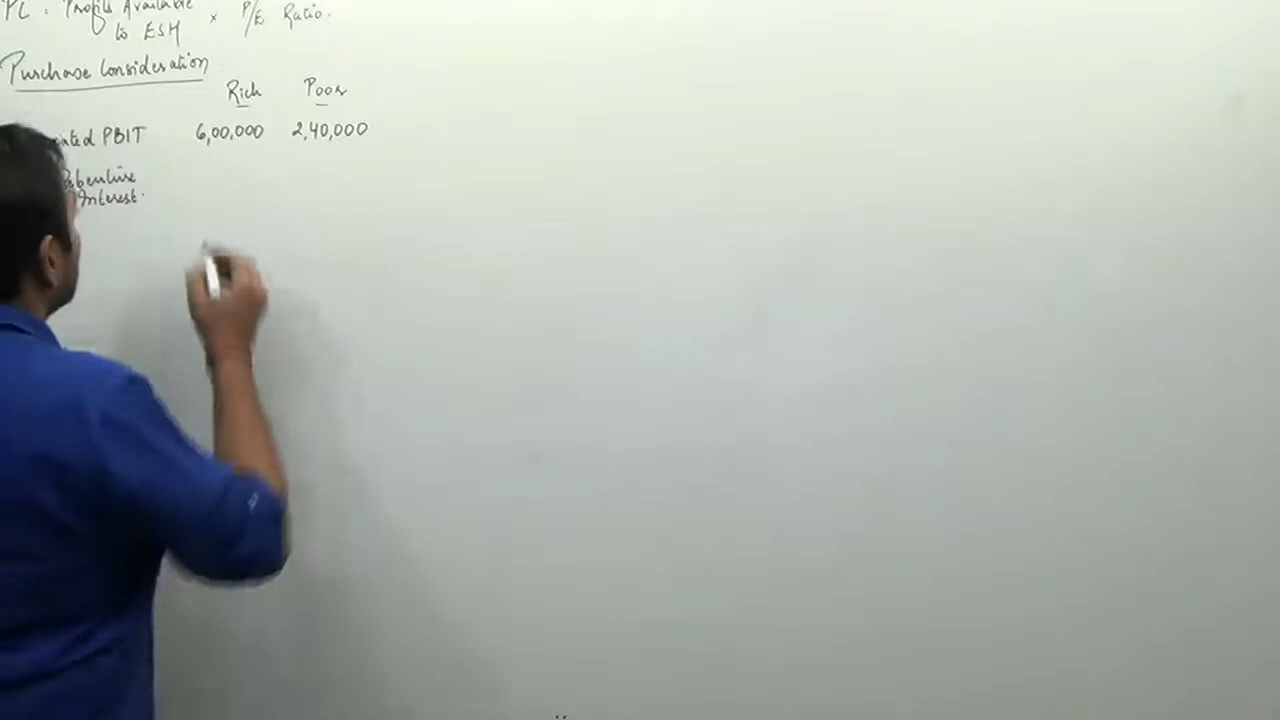 PC : Profits Available
to ESH × P/E Ratio.
Purchase Consideration
Rich Poor
PBIT 6,00,000 2,40,000
Debenture
Interest.